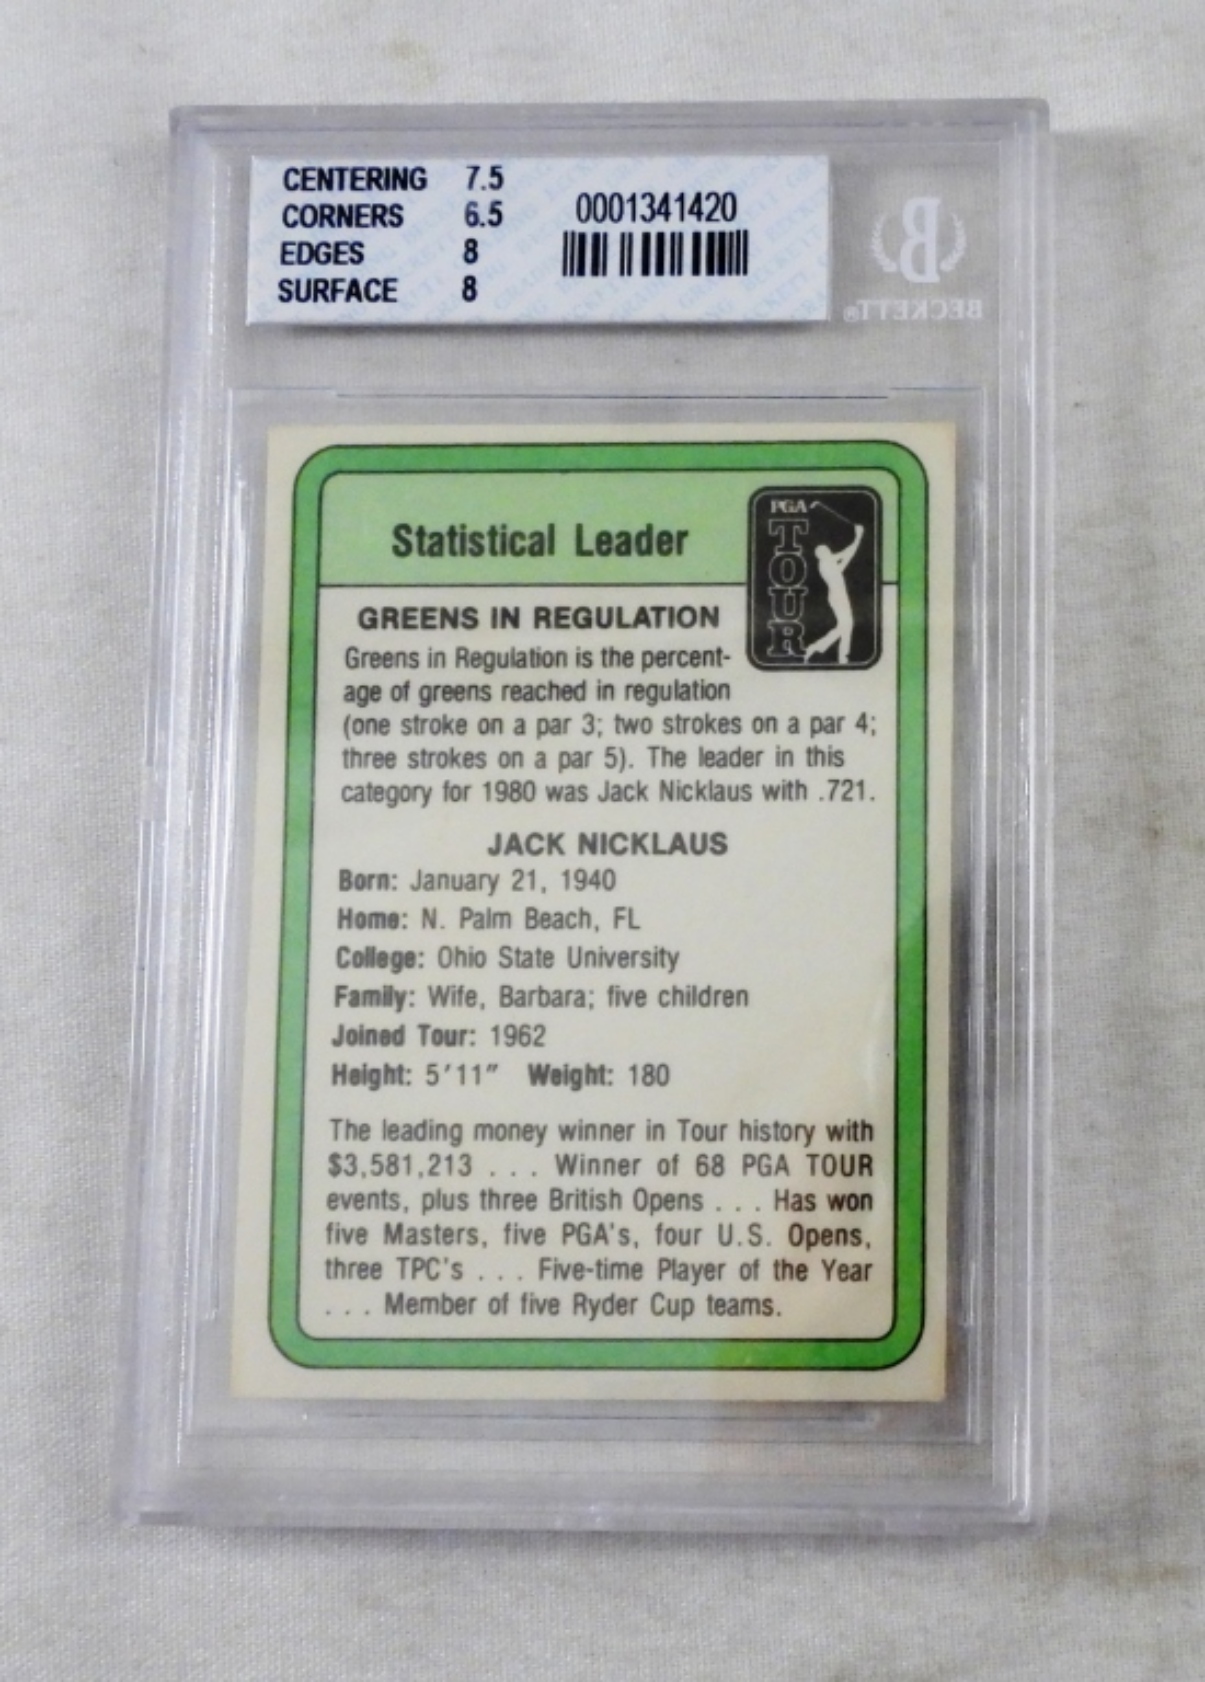 CENTERING 7.5
CORNERS 6.5
EDGES 8
SURFACE 8
0001341420
B
BECKETT®
Statistical Leader
PGA
TOUR
GREENS IN REGULATION
Greens in Regulation is the percent-
age of greens reached in regulation
(one stroke on a par 3; two strokes on a par 4;
three strokes on a par 5). The leader in this
category for 1980 was Jack Nicklaus with .721.
JACK NICKLAUS
Born: January 21, 1940
Home: N. Palm Beach, FL
College: Ohio State University
Family: Wife, Barbara; five children
Joined Tour: 1962
Height: 5'11" Weight: 180
The leading money winner in Tour history with
$3,581,213 . . . Winner of 68 PGA TOUR
events, plus three British Opens . . . Has won
five Masters, five PGA's, four U.S. Opens,
three TPC's . . . Five-time Player of the Year
. . . Member of five Ryder Cup teams.